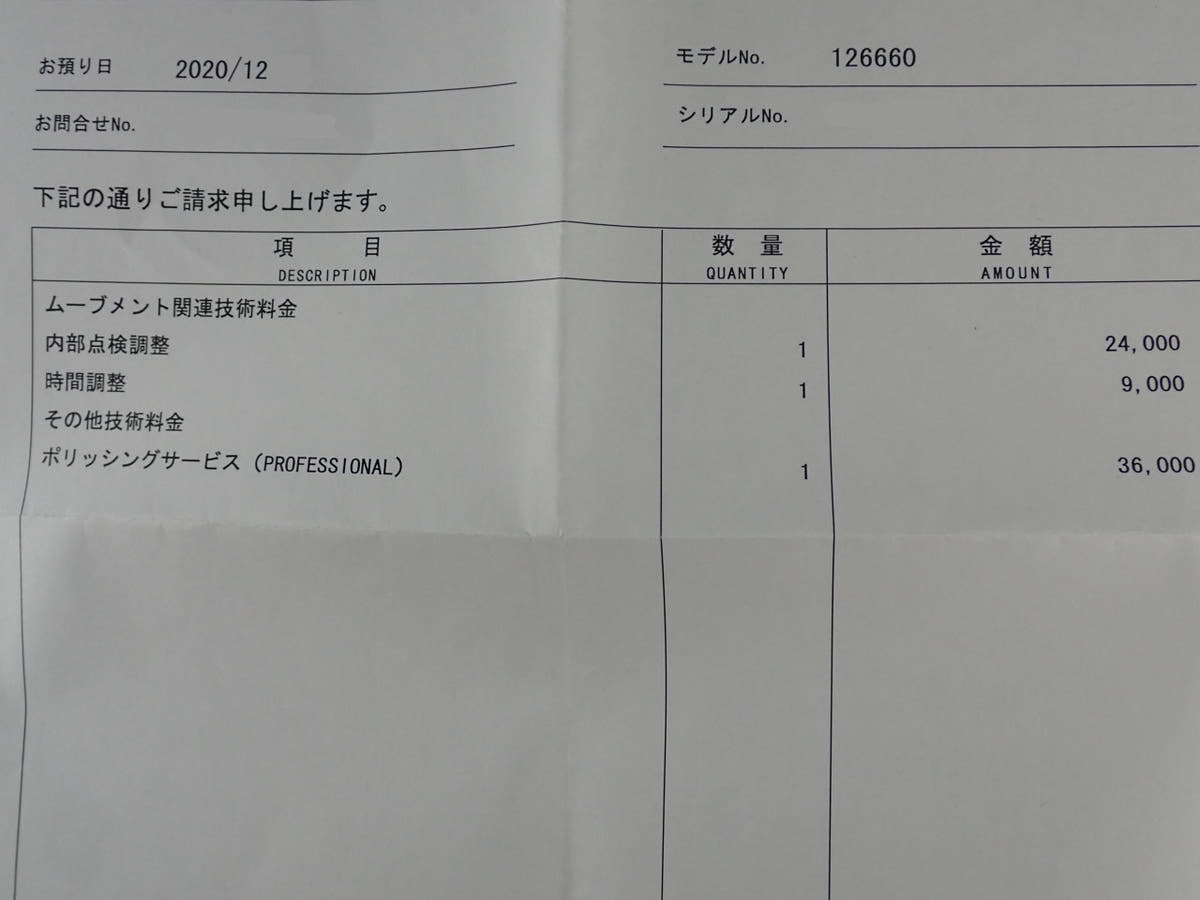 お預り日 2020/12
モデルNo. 126660
お問合せNo.
シリアルNo.
下記の通りご請求申し上げます。
項 目 数 量 金 額
DESCRIPTION QUANTITY AMOUNT
ムーブメント関連技術料金
内部点検調整 1 24,000
時間調整 1 9,000
その他技術料金
ポリッシングサービス（PROFESSIONAL） 1 36,000